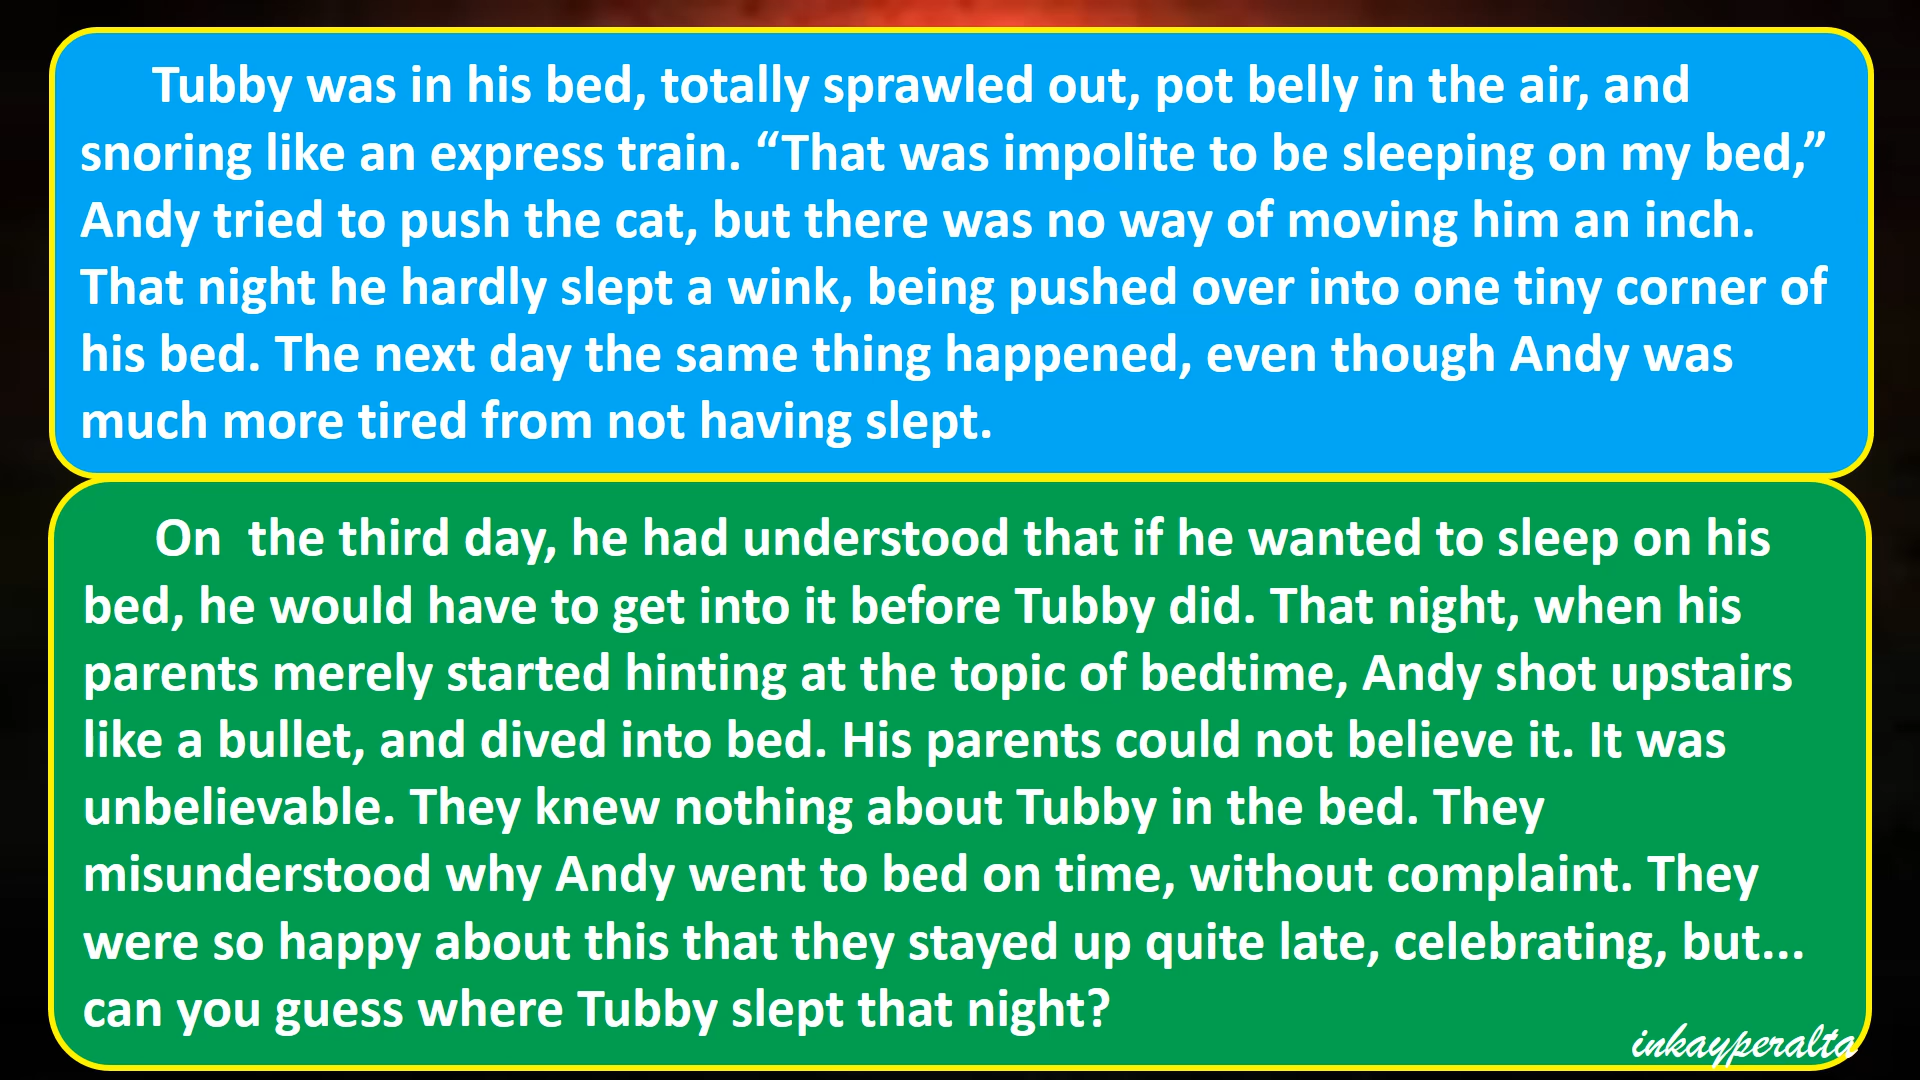 Tubby was in his bed, totally sprawled out, pot belly in the air, and
snoring like an express train. “That was impolite to be sleeping on my bed,”
Andy tried to push the cat, but there was no way of moving him an inch.
That night he hardly slept a wink, being pushed over into one tiny corner of
his bed. The next day the same thing happened, even though Andy was
much more tired from not having slept.
On  the third day, he had understood that if he wanted to sleep on his
bed, he would have to get into it before Tubby did. That night, when his
parents merely started hinting at the topic of bedtime, Andy shot upstairs
like a bullet, and dived into bed. His parents could not believe it. It was
unbelievable. They knew nothing about Tubby in the bed. They
misunderstood why Andy went to bed on time, without complaint. They
were so happy about this that they stayed up quite late, celebrating, but...
can you guess where Tubby slept that night?
inkayperalta